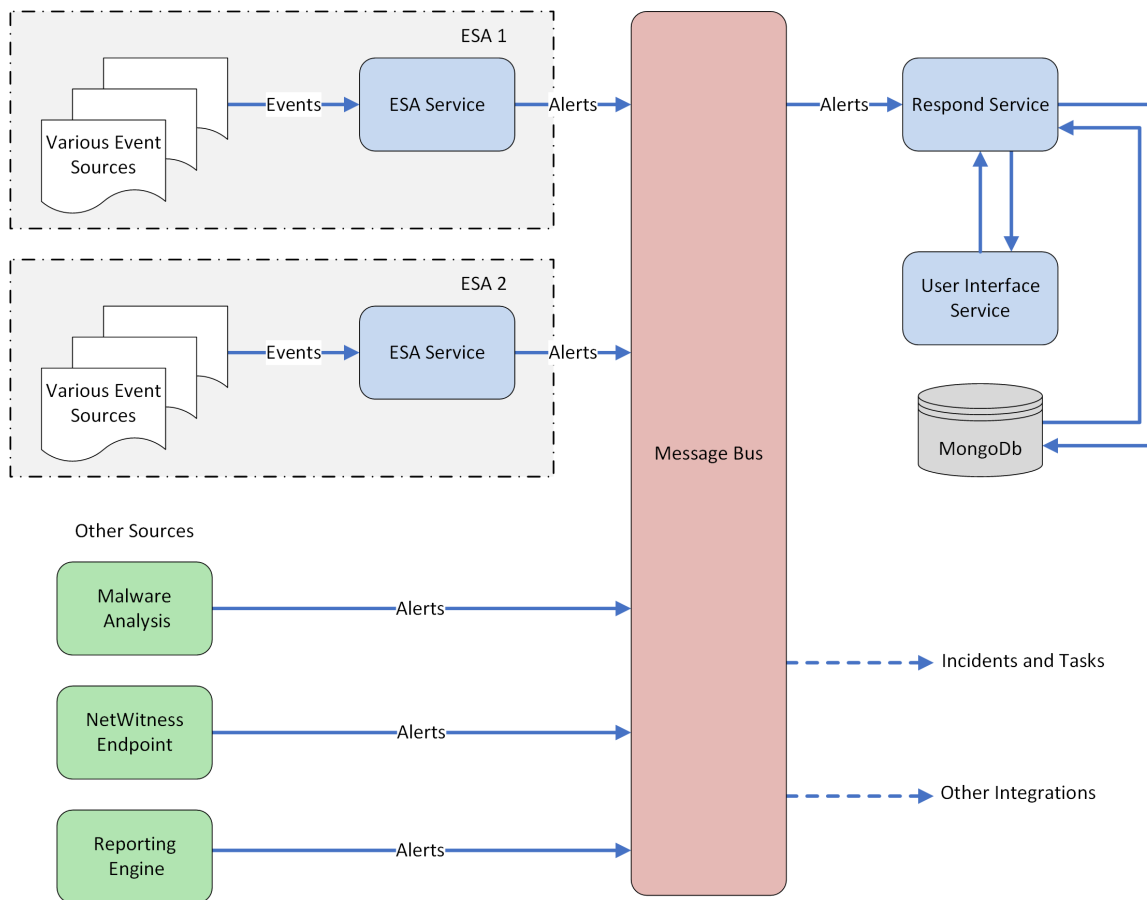 ESA 1
Various Event
Sources
Events
ESA Service
Alerts
ESA 2
Various Event
Sources
Events
ESA Service
Alerts
Other Sources
Malware
Analysis
Alerts
NetWitness
Endpoint
Alerts
Reporting
Engine
Alerts
Message Bus
Alerts
Respond Service
User Interface
Service
MongoDb
Incidents and Tasks
Other Integrations